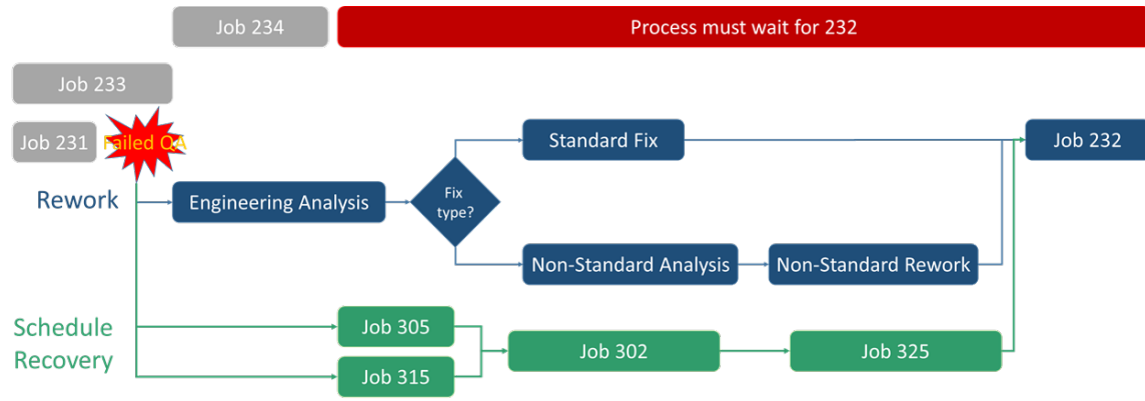 Job 234
Process must wait for 232
Job 233
Job 231
Failed QA
Standard Fix
Job 232
Rework
Engineering Analysis
Fix
type?
Non-Standard Analysis
Non-Standard Rework
Schedule
Recovery
Job 305
Job 302
Job 325
Job 315